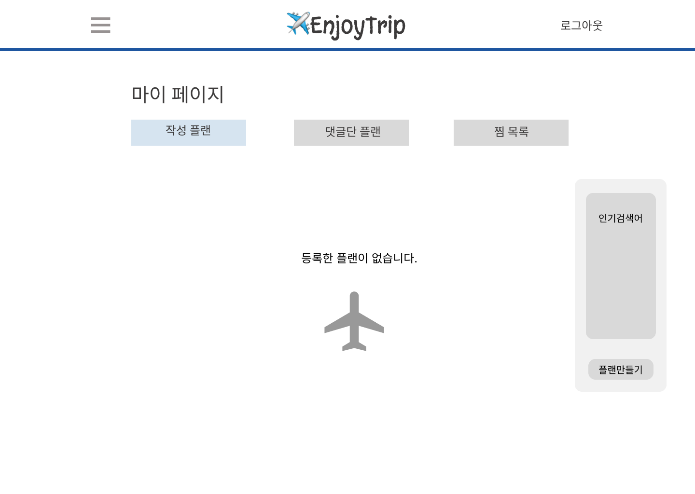 EnjoyTrip
로그아웃
마이 페이지
작성 플랜
댓글단 플랜
찜 목록
인기검색어
등록한 플랜이 없습니다.
플랜만들기